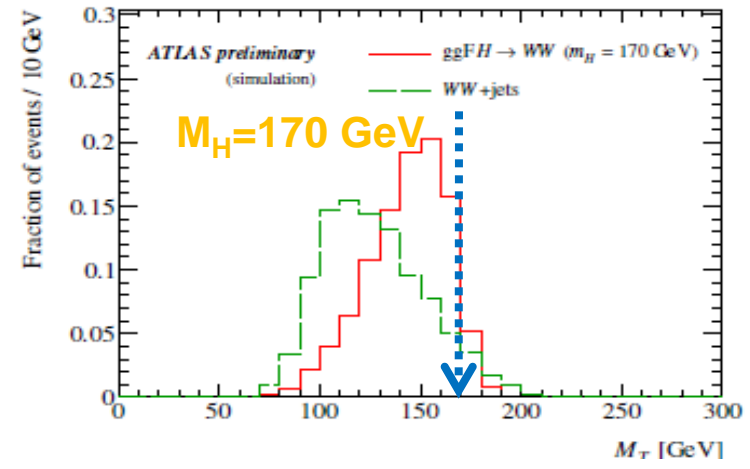 Fraction of events / 10 GeV
0.3
0.25
0.2
0.15
0.1
0.05
0
ATLAS preliminary
(simulation)
ggFH → WW (m_H = 170 GeV)
WW+jets
M_H=170 GeV
0 50 100 150 200 250 300
M_T [GeV]